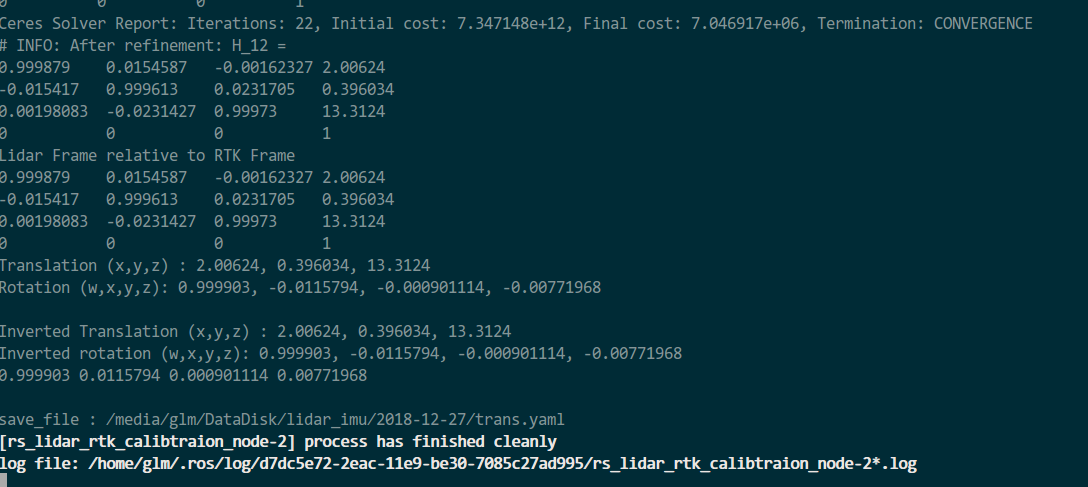 0 0 0 1
Ceres Solver Report: Iterations: 22, Initial cost: 7.347148e+12, Final cost: 7.046917e+06, Termination: CONVERGENCE
# INFO: After refinement: H_12 =
0.999879 0.0154587 -0.00162327 2.00624
-0.015417 0.999613 0.0231705 0.396034
0.00198083 -0.0231427 0.99973 13.3124
0 0 0 1
Lidar Frame relative to RTK Frame
0.999879 0.0154587 -0.00162327 2.00624
-0.015417 0.999613 0.0231705 0.396034
0.00198083 -0.0231427 0.99973 13.3124
0 0 0 1
Translation (x,y,z) : 2.00624, 0.396034, 13.3124
Rotation (w,x,y,z): 0.999903, -0.0115794, -0.000901114, -0.00771968
Inverted Translation (x,y,z) : 2.00624, 0.396034, 13.3124
Inverted rotation (w,x,y,z): 0.999903, -0.0115794, -0.000901114, -0.00771968
0.999903 0.0115794 0.000901114 0.00771968
save_file : /media/glm/DataDisk/lidar_imu/2018-12-27/trans.yaml
[rs_lidar_rtk_calibtraion_node-2] process has finished cleanly
log file: /home/glm/.ros/log/d7dc5e72-2eac-11e9-be30-7085c27ad995/rs_lidar_rtk_calibtraion_node-2*.log